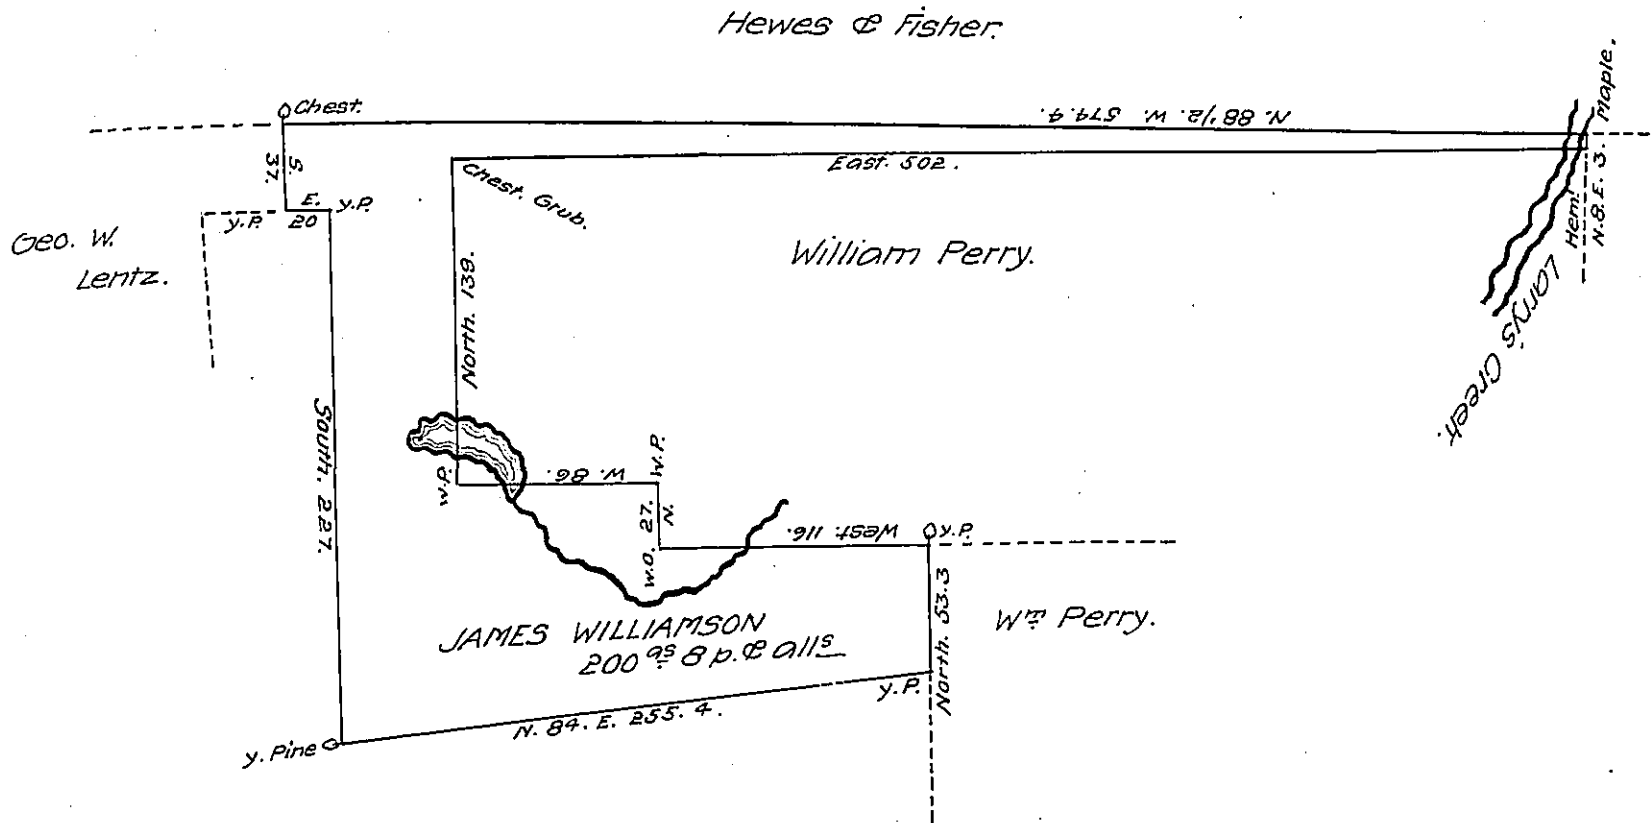 Hewes & Fisher.
Chest.
N. 88 1/2. W. 574.4.
Maple.
S. 37.
East. 502.
Chest. Grub.
N. 8. E. 3.
Hem.
E. 20
y.P.
y.P.
Geo. W.
Lentz.
William Perry.
Larry's Creek.
North. 139.
South. 227.
W.P.
W. 86.
W.P.
27. N.
W.O.
West. 116.
y.P.
North. 53.3
Wm Perry.
JAMES WILLIAMSON
200 as 8 p. & alls
y.P.
N. 84. E. 255. 4.
y. Pine